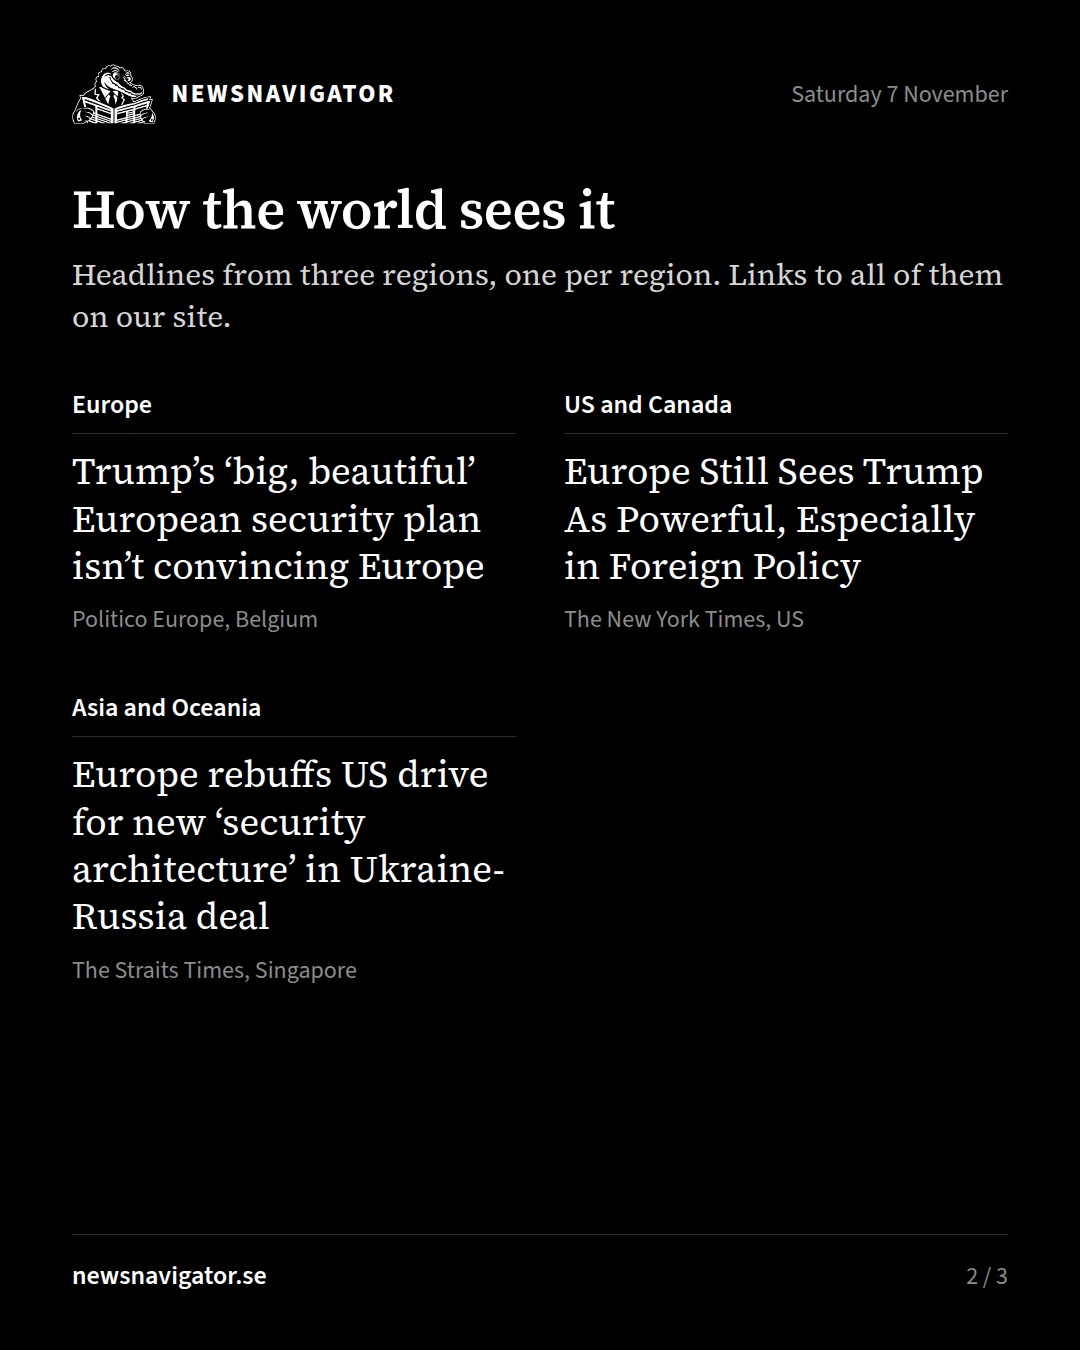 NEWSNAVIGATOR
Saturday 7 November
How the world sees it
Headlines from three regions, one per region. Links to all of them
on our site.
Europe
Trump’s ‘big, beautiful’
European security plan
isn’t convincing Europe
Politico Europe, Belgium
US and Canada
Europe Still Sees Trump
As Powerful, Especially
in Foreign Policy
The New York Times, US
Asia and Oceania
Europe rebuffs US drive
for new ‘security
architecture’ in Ukraine-
Russia deal
The Straits Times, Singapore
newsnavigator.se
2 / 3